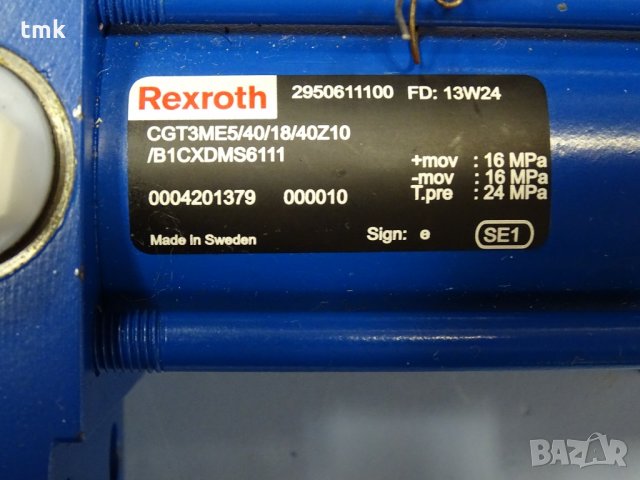 tmk
Rexroth 2950611100 FD: 13W24
CGT3ME5/40/18/40Z10
/B1CXDMS6111
+mov : 16 MPa
-mov : 16 MPa
0004201379 000010 T.pre : 24 MPa
Made in Sweden Sign: e SE1
BAZAR